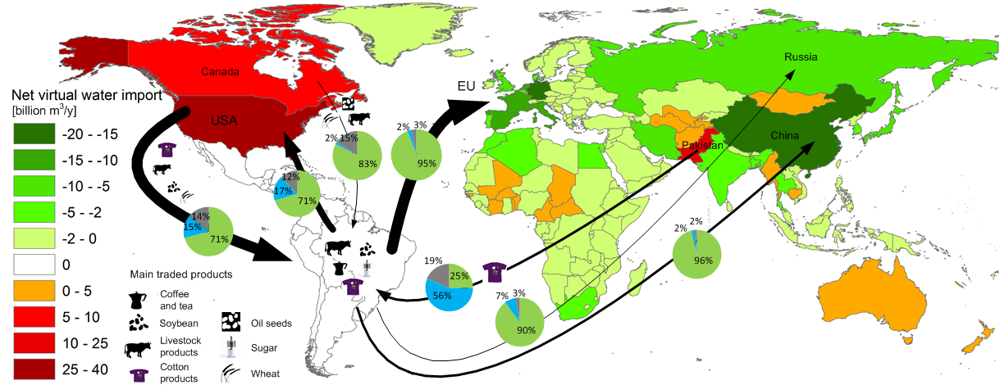 Net virtual water import
[billion m³/y]
-20 - -15
-15 - -10
-10 - -5
-5 - -2
-2 - 0
0
0 - 5
5 - 10
10 - 25
25 - 40
Canada
USA
EU
Russia
China
Pakistan
2% 15%
83%
2% 3%
95%
12%
17%
71%
14%
15%
71%
19%
25%
56%
7% 3%
90%
2% 2%
96%
Main traded products
Coffee
and tea
Soybean
Livestock
products
Cotton
products
Oil seeds
Sugar
Wheat